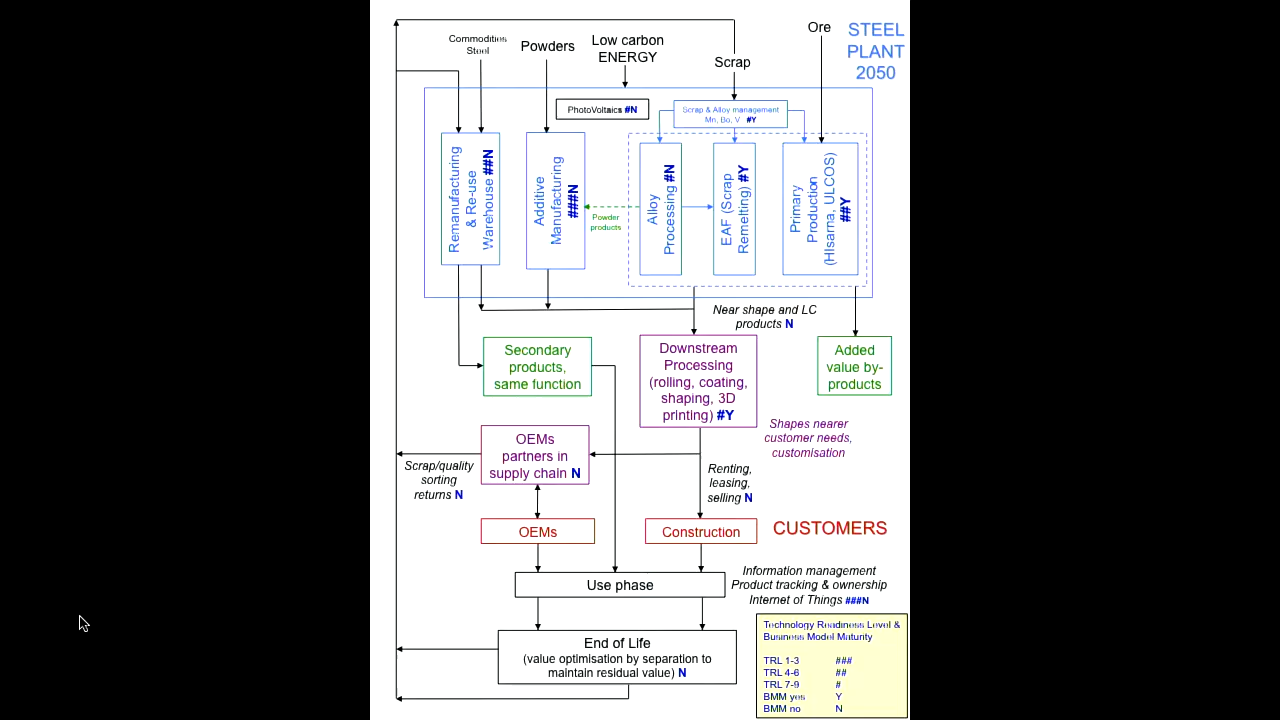 STEEL
PLANT
2050
Ore
Commodities
Steel
Powders
Low carbon
ENERGY
Scrap
PhotoVoltaics #N
Scrap & Alloy management
Mn, Bo, V #Y
Remanufacturing
& Re-use
Warehouse ##N
Additive
Manufacturing
###N
Powder
products
Alloy
Processing #N
EAF (Scrap
Remelting) #Y
Primary
Production
(HIsarna, ULCOS)
##Y
Near shape and LC
products N
Secondary
products,
same function
Downstream
Processing
(rolling, coating,
shaping, 3D
printing) #Y
Added
value by-
products
Shapes nearer
customer needs,
customisation
OEMs
partners in
supply chain N
Scrap/quality
sorting
returns N
Renting,
leasing,
selling N
OEMs
Construction
CUSTOMERS
Use phase
Information management
Product tracking & ownership
Internet of Things ###N
End of Life
(value optimisation by separation to
maintain residual value) N
Technology Readiness Level &
Business Model Maturity
TRL 1-3 ###
TRL 4-6 ##
TRL 7-9 #
BMM yes Y
BMM no N